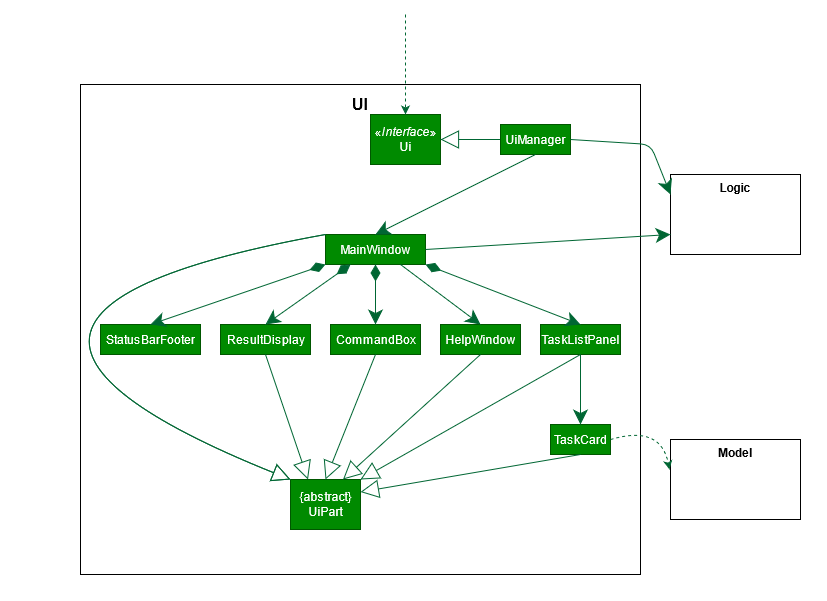 UI
«Interface»
Ui
UiManager
Logic
MainWindow
StatusBarFooter
ResultDisplay
CommandBox
HelpWindow
TaskListPanel
TaskCard
Model
{abstract}
UiPart